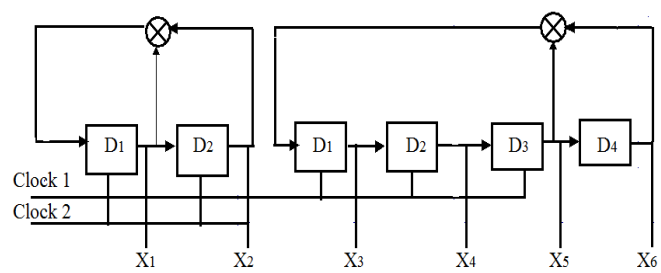 D1 D2 D1 D2 D3 D4
Clock 1
Clock 2
X1 X2 X3 X4 X5 X6